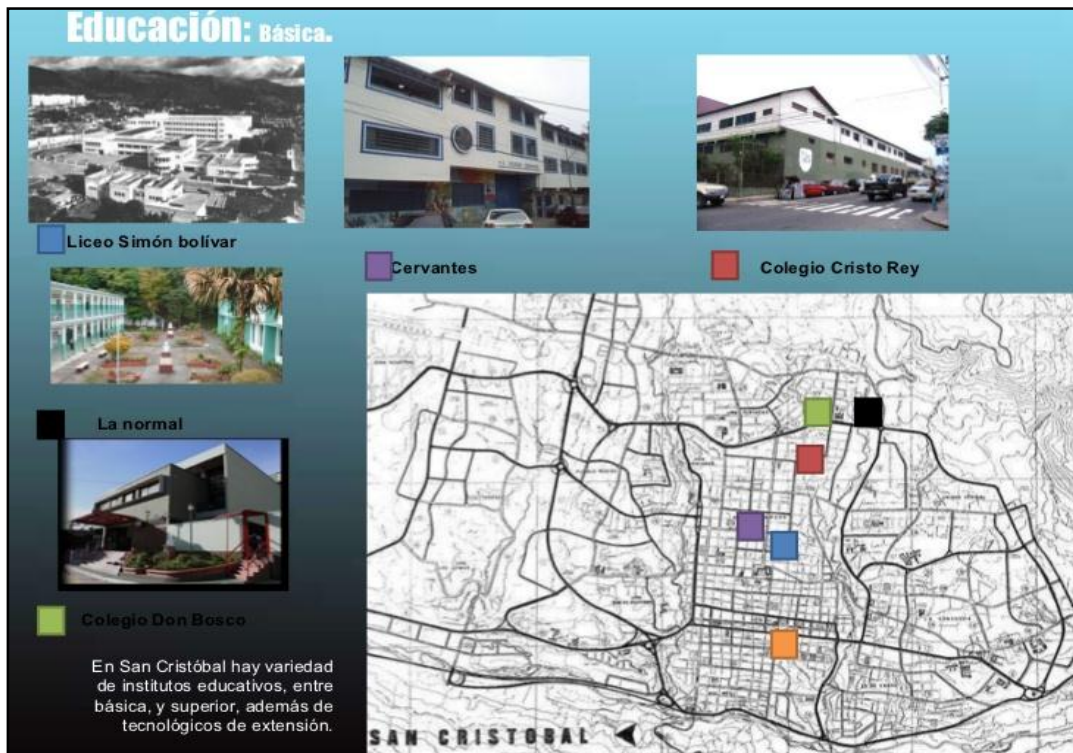 Educación: Básica.
Liceo Simón bolívar
Cervantes
Colegio Cristo Rey
La normal
Colegio Don Bosco
En San Cristóbal hay variedad
de institutos educativos, entre
básica, y superior, además de
tecnológicos de extensión.
SAN CRISTOBAL